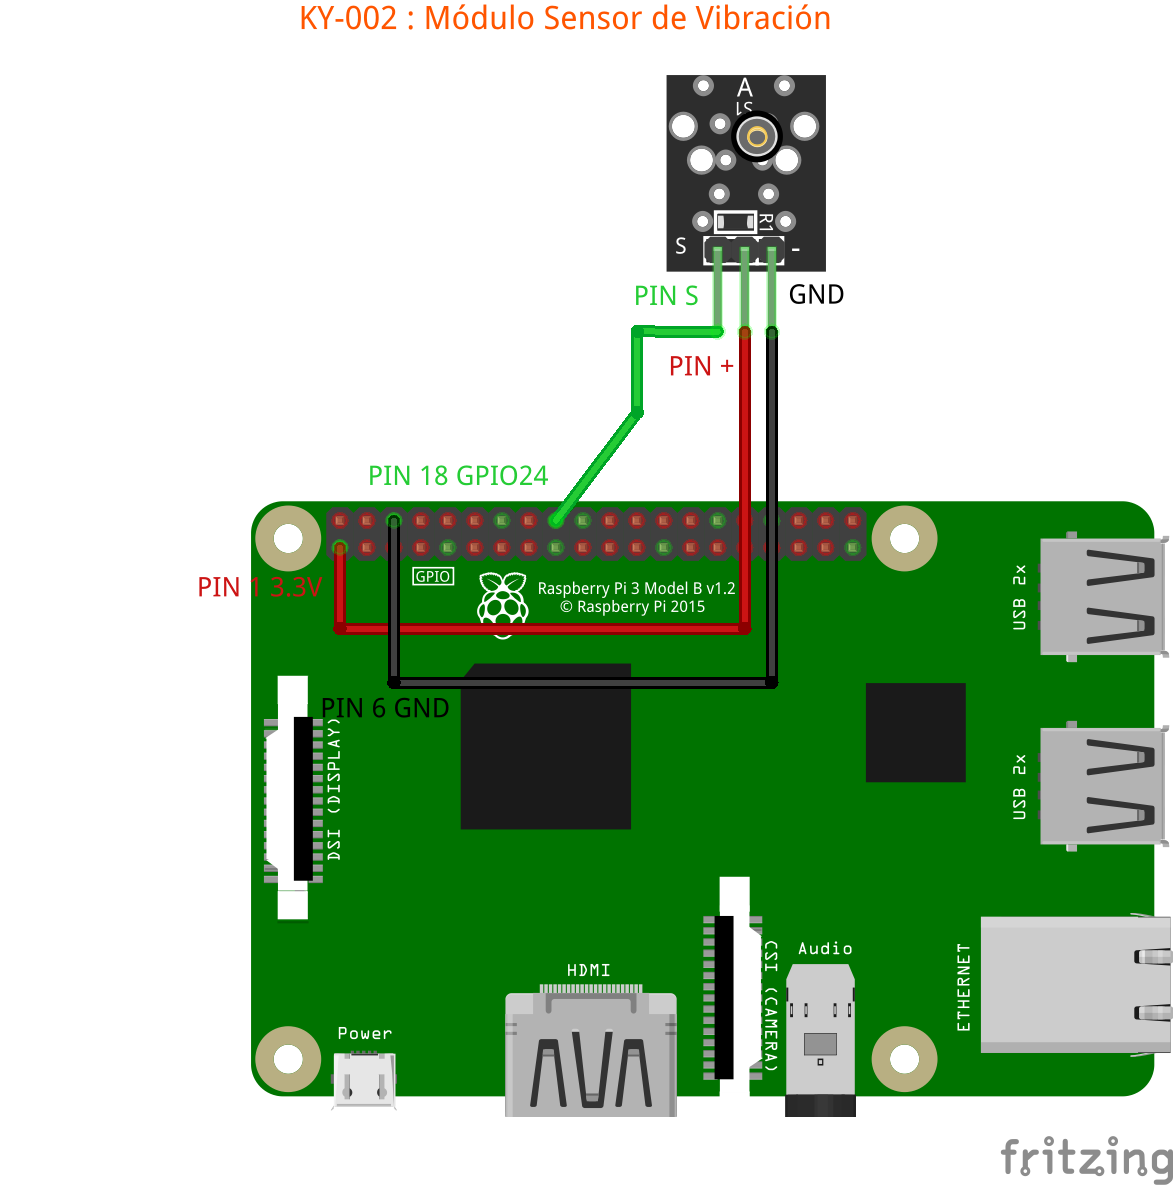 KY-002 : Módulo Sensor de Vibración
A
S1
R1
S
-
PIN S
GND
PIN +
PIN 18 GPIO24
GPIO
PIN 1 3.3V
Raspberry Pi 3 Model B v1.2
© Raspberry Pi 2015
USB 2x
PIN 6 GND
DSI (DISPLAY)
USB 2x
HDMI
CSI (CAMERA)
Audio
ETHERNET
Power
fritzing